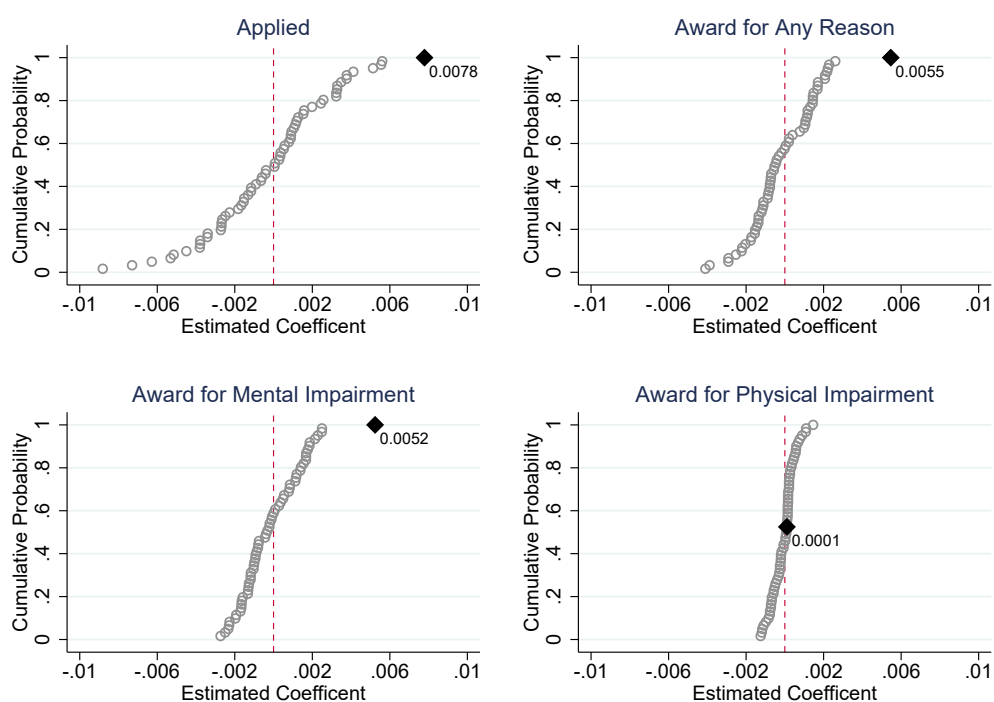 Applied
Cumulative Probability
1
.8
.6
.4
.2
0
0.0078
-.01 -.006 -.002 .002 .006 .01
Estimated Coefficent
Award for Any Reason
Cumulative Probability
1
.8
.6
.4
.2
0
0.0055
-.01 -.006 -.002 .002 .006 .01
Estimated Coefficent
Award for Mental Impairment
Cumulative Probability
1
.8
.6
.4
.2
0
0.0052
-.01 -.006 -.002 .002 .006 .01
Estimated Coefficent
Award for Physical Impairment
Cumulative Probability
1
.8
.6
.4
.2
0
0.0001
-.01 -.006 -.002 .002 .006 .01
Estimated Coefficent